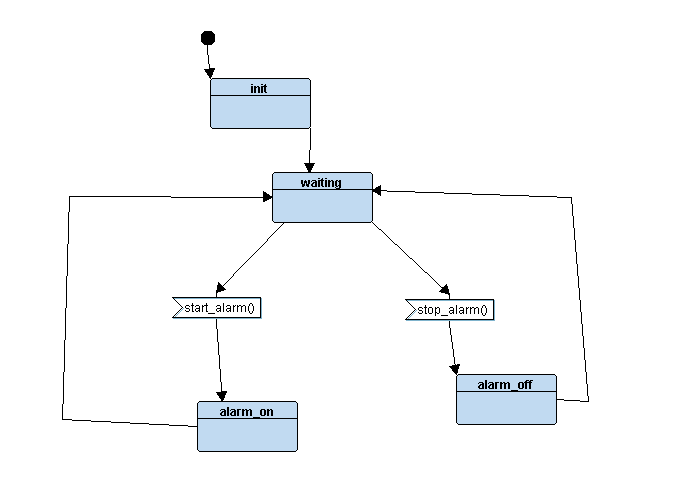 init
waiting
start_alarm()
stop_alarm()
alarm_off
alarm_on